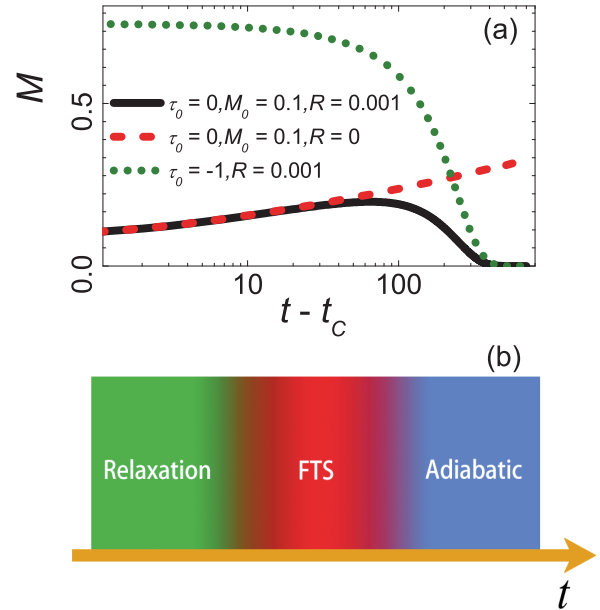 (a)
M
0.5
0.0
τ₀ = 0,M₀ = 0.1,R = 0.001
τ₀ = 0,M₀ = 0.1,R = 0
τ₀ = -1,R = 0.001
10 100
t - t_C
(b)
Relaxation FTS Adiabatic
t